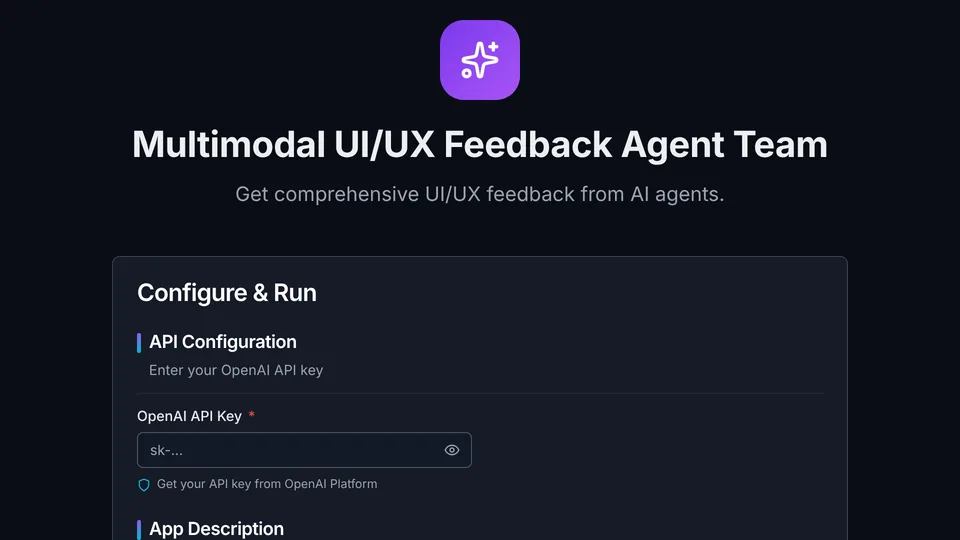 Multimodal UI/UX Feedback Agent Team
Get comprehensive UI/UX feedback from AI agents.
Configure & Run
API Configuration
Enter your OpenAI API key
OpenAI API Key *
sk-...
Get your API key from OpenAI Platform
App Description